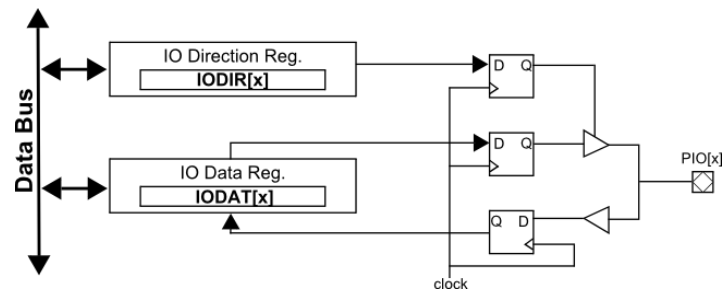 Data Bus
IO Direction Reg.
IODIR[x]
D Q
IO Data Reg.
IODAT[x]
D Q
PIO[x]
Q D
clock